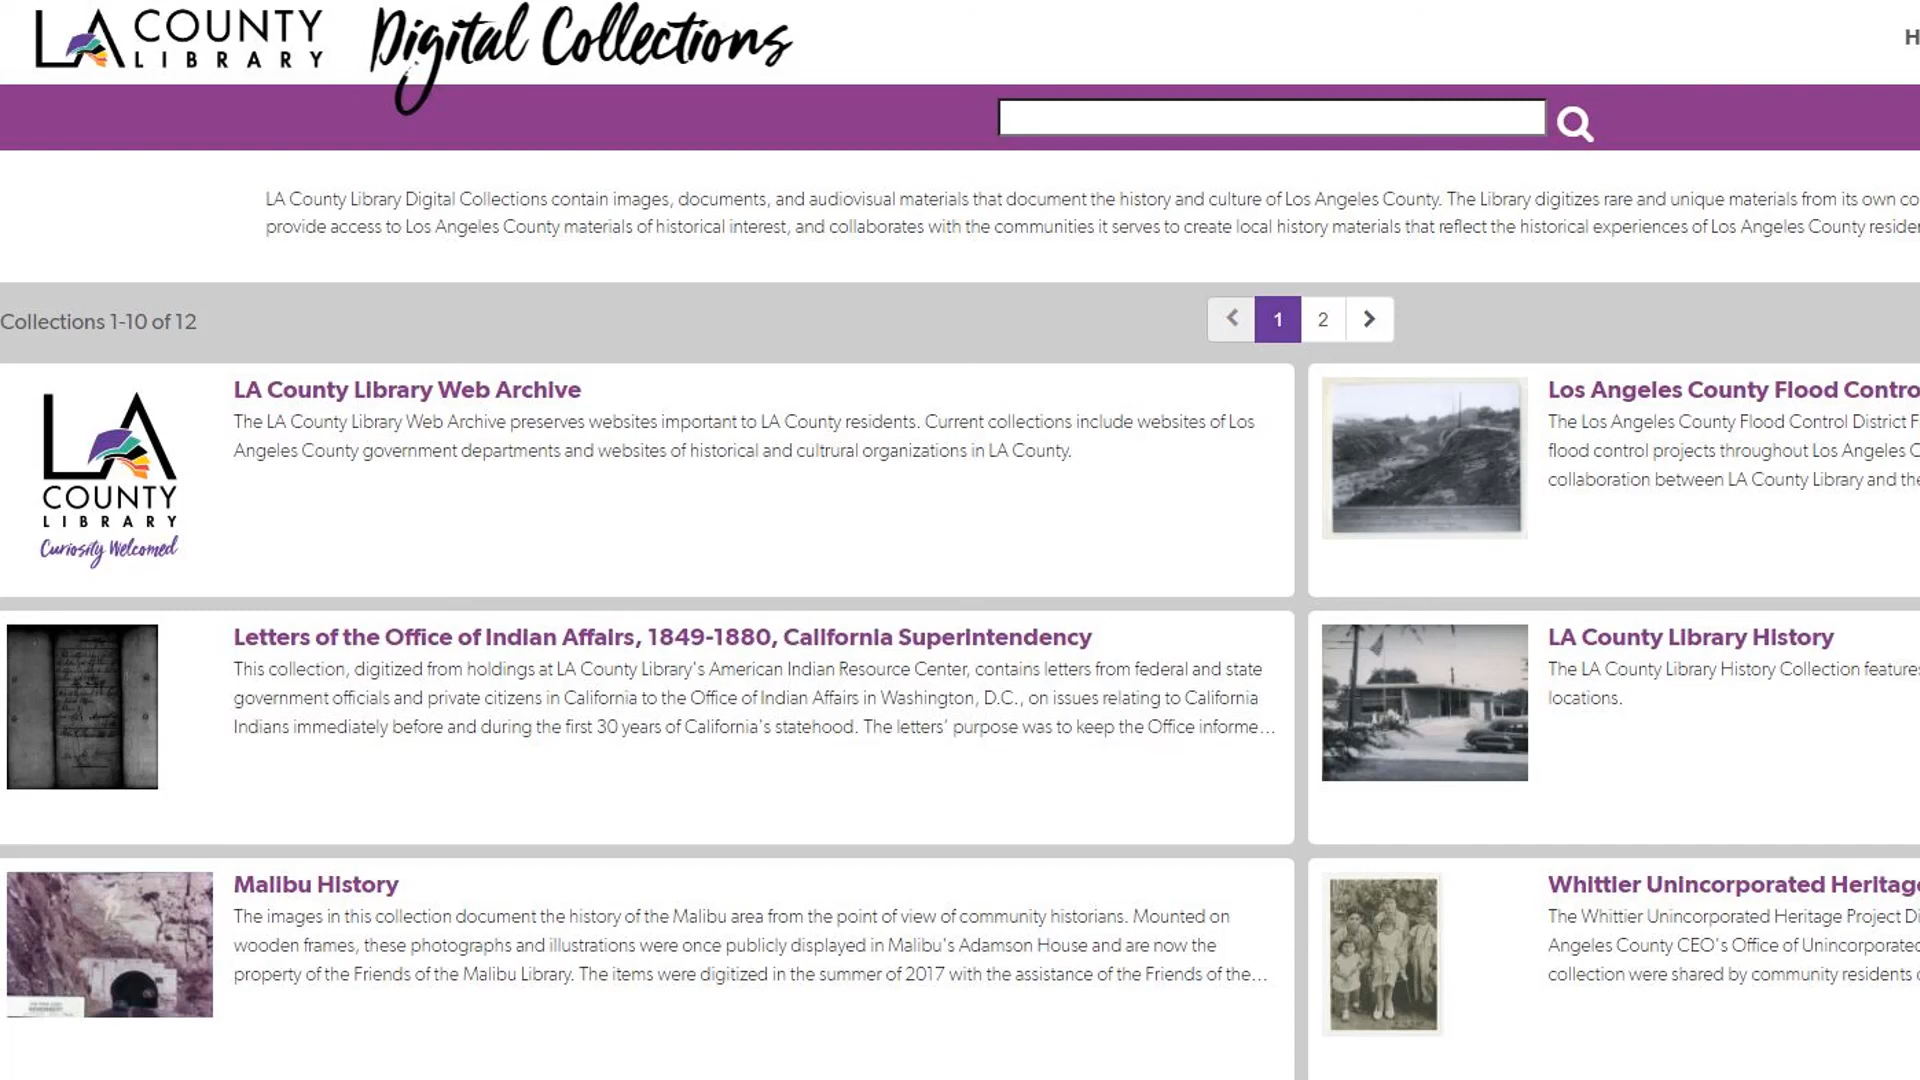 LA COUNTY LIBRARY
Digital Collections
H
LA County Library Digital Collections contain images, documents, and audiovisual materials that document the history and culture of Los Angeles County. The Library digitizes rare and unique materials from its own co
provide access to Los Angeles County materials of historical interest, and collaborates with the communities it serves to create local history materials that reflect the historical experiences of Los Angeles County reside
Collections 1-10 of 12
1 2
LA COUNTY LIBRARY
Curiosity Welcomed
LA County Library Web Archive
The LA County Library Web Archive preserves websites important to LA County residents. Current collections include websites of Los
Angeles County government departments and websites of historical and cultrural organizations in LA County.
Los Angeles County Flood Contro
The Los Angeles County Flood Control District F
flood control projects throughout Los Angeles C
collaboration between LA County Library and the
Letters of the Office of Indian Affairs, 1849-1880, California Superintendency
This collection, digitized from holdings at LA County Library's American Indian Resource Center, contains letters from federal and state
government officials and private citizens in California to the Office of Indian Affairs in Washington, D.C., on issues relating to California
Indians immediately before and during the first 30 years of California's statehood. The letters' purpose was to keep the Office informe...
LA County Library History
The LA County Library History Collection features
locations.
Malibu History
The images in this collection document the history of the Malibu area from the point of view of community historians. Mounted on
wooden frames, these photographs and illustrations were once publicly displayed in Malibu's Adamson House and are now the
property of the Friends of the Malibu Library. The items were digitized in the summer of 2017 with the assistance of the Friends of the...
Whittier Unincorporated Heritage
The Whittier Unincorporated Heritage Project Di
Angeles County CEO's Office of Unincorporated
collection were shared by community residents